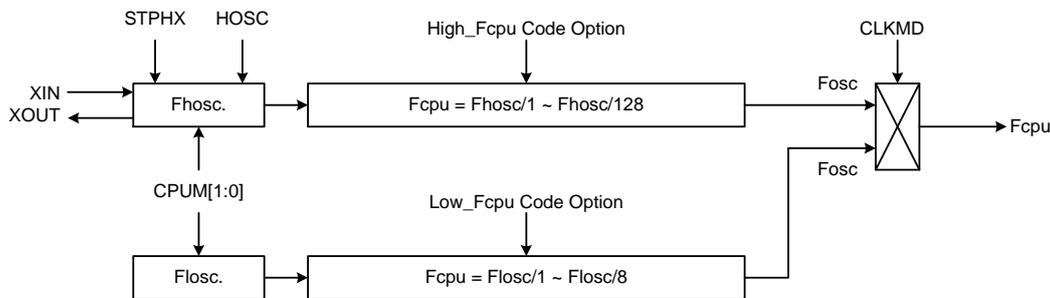 STPHX
HOSC
High_Fcpu Code Option
CLKMD
XIN
XOUT
Fhosc.
Fcpu = Fhosc/1 ~ Fhosc/128
Fosc
Fcpu
Fosc
CPUM[1:0]
Low_Fcpu Code Option
Flosc.
Fcpu = Flosc/1 ~ Flosc/8